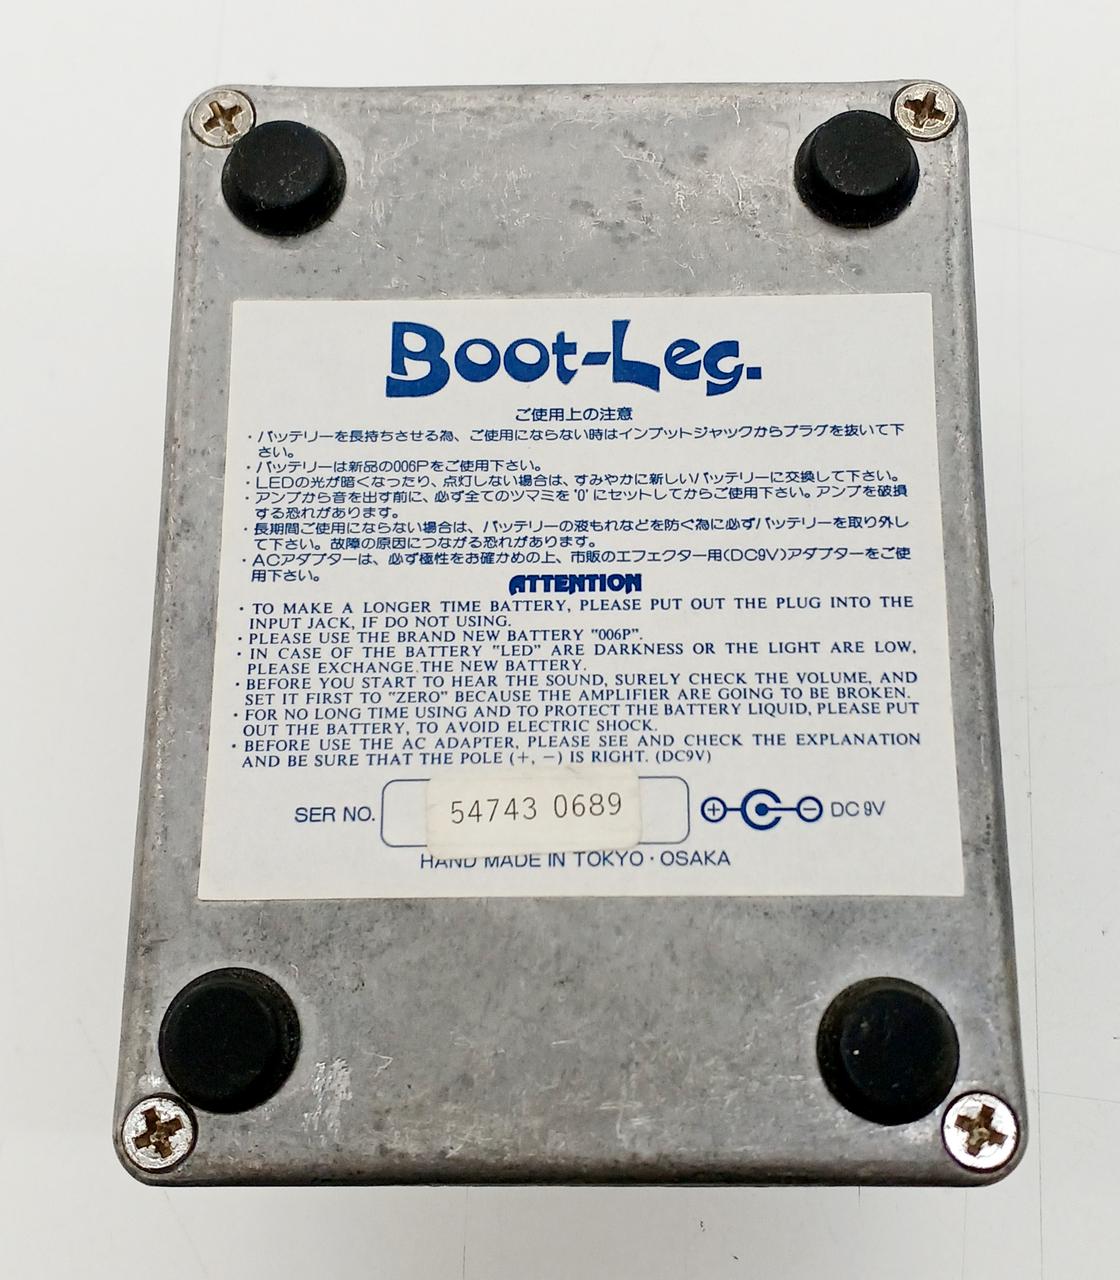 Boot-Leg.
ご使用上の注意
・バッテリーを長持ちさせる為、ご使用にならない時はインプットジャックからプラグを抜いて下
さい。
・バッテリーは新品の006Pをご使用下さい。
・LEDの光が暗くなったり、点灯しない場合は、すみやかに新しいバッテリーに交換して下さい。
・アンプから音を出す前に、必ず全てのツマミを'0'にセットしてからご使用下さい。アンプを破損
する恐れがあります。
・長期間ご使用にならない場合は、バッテリーの液もれなどを防ぐ為に必ずバッテリーを取り外し
て下さい。故障の原因につながる恐れがあります。
・ACアダプターは、必ず極性をお確かめの上、市販のエフェクター用(DC9V)アダプターをご使
用下さい。
ATTENTION
・TO MAKE A LONGER TIME BATTERY, PLEASE PUT OUT THE PLUG INTO THE
INPUT JACK, IF DO NOT USING.
・PLEASE USE THE BRAND NEW BATTERY "006P".
・IN CASE OF THE BATTERY "LED" ARE DARKNESS OR THE LIGHT ARE LOW,
PLEASE EXCHANGE.THE NEW BATTERY.
・BEFORE YOU START TO HEAR THE SOUND, SURELY CHECK THE VOLUME, AND
SET IT FIRST TO "ZERO" BECAUSE THE AMPLIFIER ARE GOING TO BE BROKEN.
・FOR NO LONG TIME USING AND TO PROTECT THE BATTERY LIQUID, PLEASE PUT
OUT THE BATTERY, TO AVOID ELECTRIC SHOCK.
・BEFORE USE THE AC ADAPTER, PLEASE SEE AND CHECK THE EXPLANATION
AND BE SURE THAT THE POLE (+, −) IS RIGHT. (DC9V)
SER NO. 54743 0689 + − DC 9V
HAND MADE IN TOKYO・OSAKA